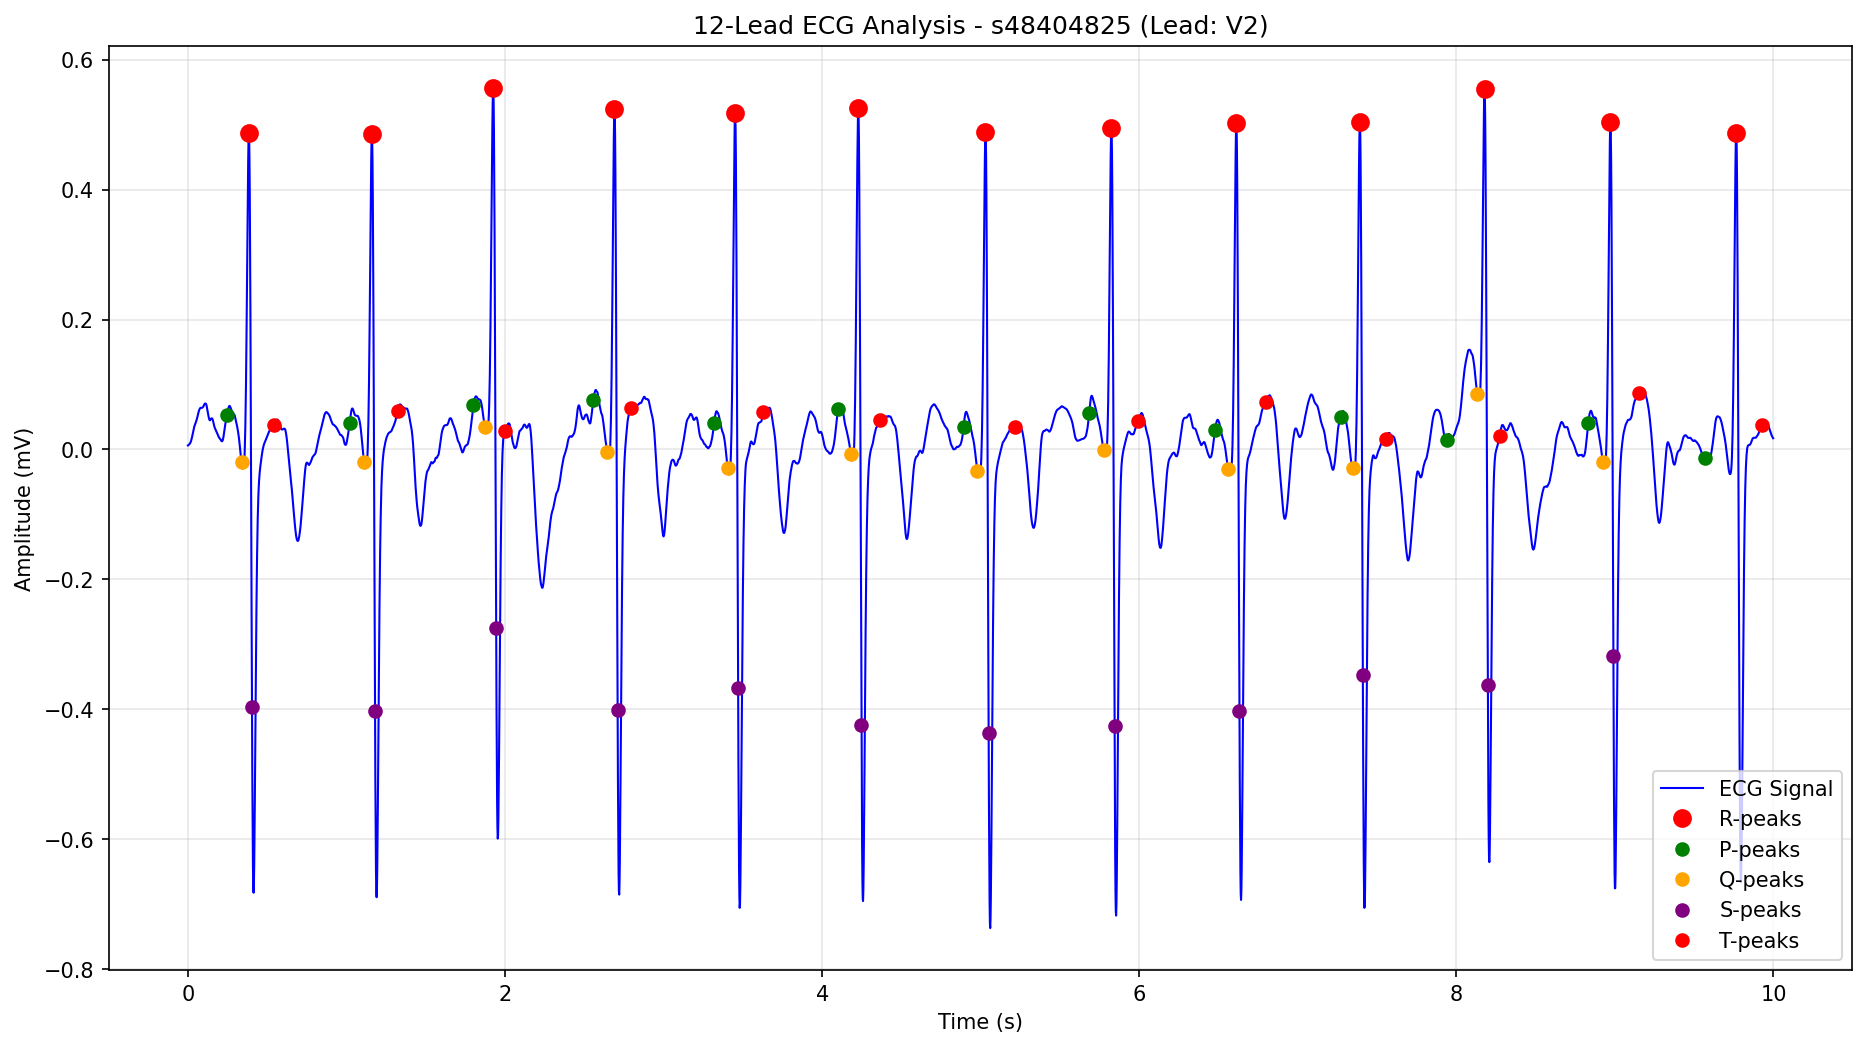 12-Lead ECG Analysis - s48404825 (Lead: V2)
0.6
0.4
0.2
0.0
−0.2
−0.4
−0.6
−0.8
Amplitude (mV)
0 2 4 6 8 10
Time (s)
ECG Signal
R-peaks
P-peaks
Q-peaks
S-peaks
T-peaks